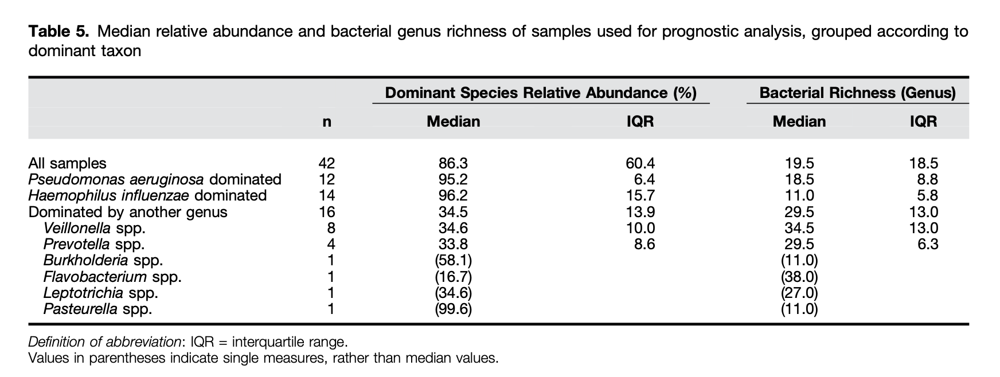 Table 5. Median relative abundance and bacterial genus richness of samples used for prognostic analysis, grouped according to
dominant taxon
Dominant Species Relative Abundance (%) Bacterial Richness (Genus)
n Median IQR Median IQR
All samples 42 86.3 60.4 19.5 18.5
Pseudomonas aeruginosa dominated 12 95.2 6.4 18.5 8.8
Haemophilus influenzae dominated 14 96.2 15.7 11.0 5.8
Dominated by another genus 16 34.5 13.9 29.5 13.0
Veillonella spp. 8 34.6 10.0 34.5 13.0
Prevotella spp. 4 33.8 8.6 29.5 6.3
Burkholderia spp. 1 (58.1) (11.0)
Flavobacterium spp. 1 (16.7) (38.0)
Leptotrichia spp. 1 (34.6) (27.0)
Pasteurella spp. 1 (99.6) (11.0)
Definition of abbreviation: IQR = interquartile range.
Values in parentheses indicate single measures, rather than median values.